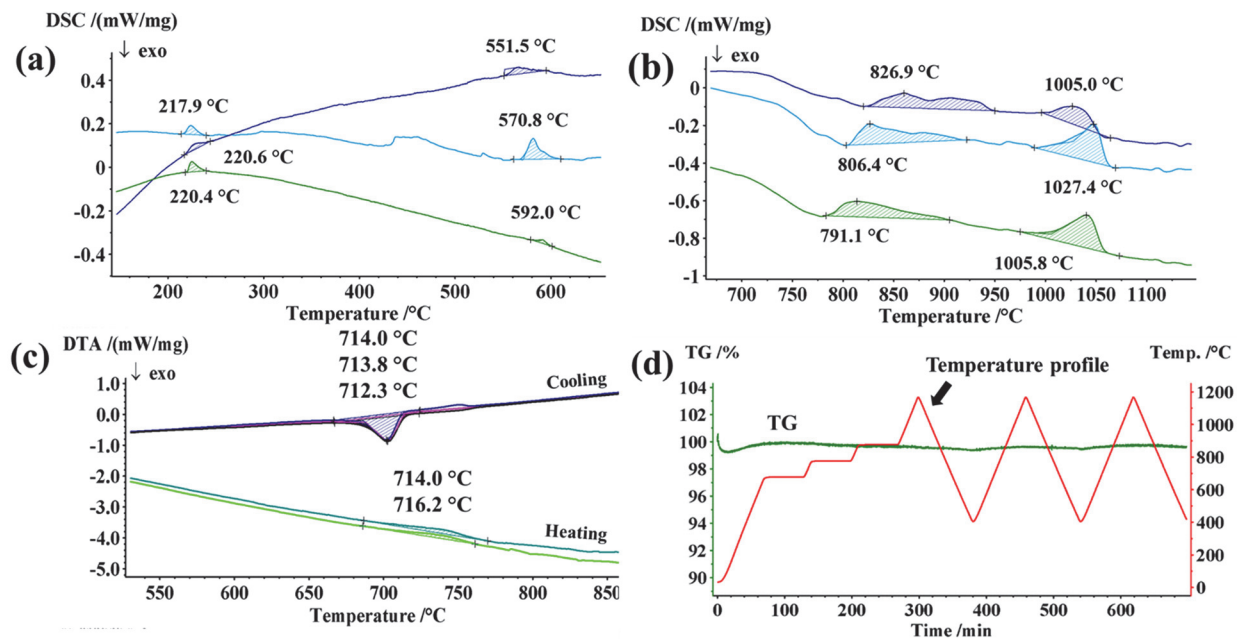 (a)
DSC /(mW/mg)
↓ exo
0.4
0.2
0
-0.2
-0.4
217.9 °C
220.6 °C
220.4 °C
551.5 °C
570.8 °C
592.0 °C
200 300 400 500 600
Temperature /°C
(b)
DSC /(mW/mg)
↓ exo
0
-0.2
-0.4
-0.6
-0.8
-1
826.9 °C
1005.0 °C
806.4 °C
1027.4 °C
791.1 °C
1005.8 °C
700 750 800 850 900 950 1000 1050 1100
Temperature /°C
(c)
DTA /(mW/mg)
↓ exo
1.0
0.0
-1.0
-2.0
-3.0
-4.0
-5.0
714.0 °C
713.8 °C
712.3 °C
Cooling
714.0 °C
716.2 °C
Heating
550 600 650 700 750 800 850
Temperature /°C
(d)
TG /%
Temp. /°C
104
102
100
98
96
94
92
90
Temperature profile
TG
1200
1000
800
600
400
200
0
0 100 200 300 400 500 600
Time /min